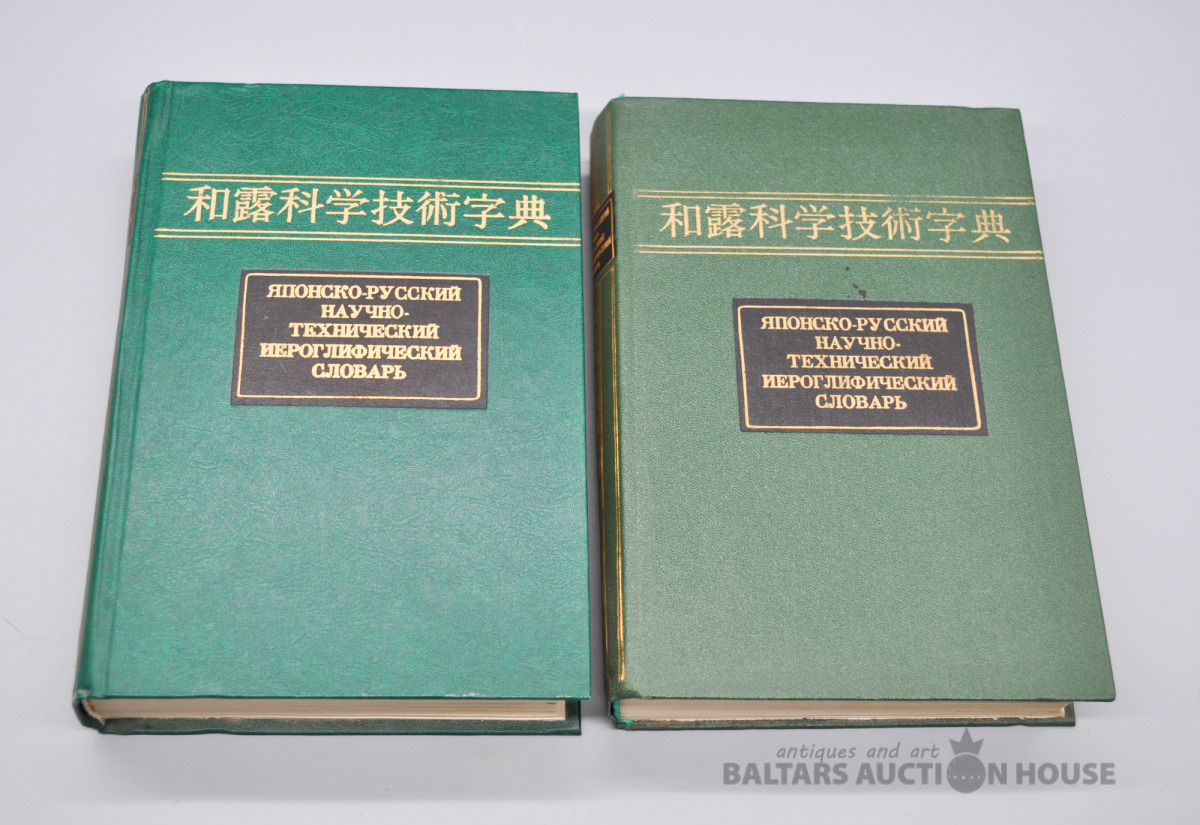 和露科学技術字典
ЯПОНСКО-РУССКИЙ
НАУЧНО-
ТЕХНИЧЕСКИЙ
ИЕРОГЛИФИЧЕСКИЙ
СЛОВАРЬ
和露科学技術字典
ЯПОНСКО-РУССКИЙ
НАУЧНО-
ТЕХНИЧЕСКИЙ
ИЕРОГЛИФИЧЕСКИЙ
СЛОВАРЬ
antiques and art
BALTARS AUCTION HOUSE